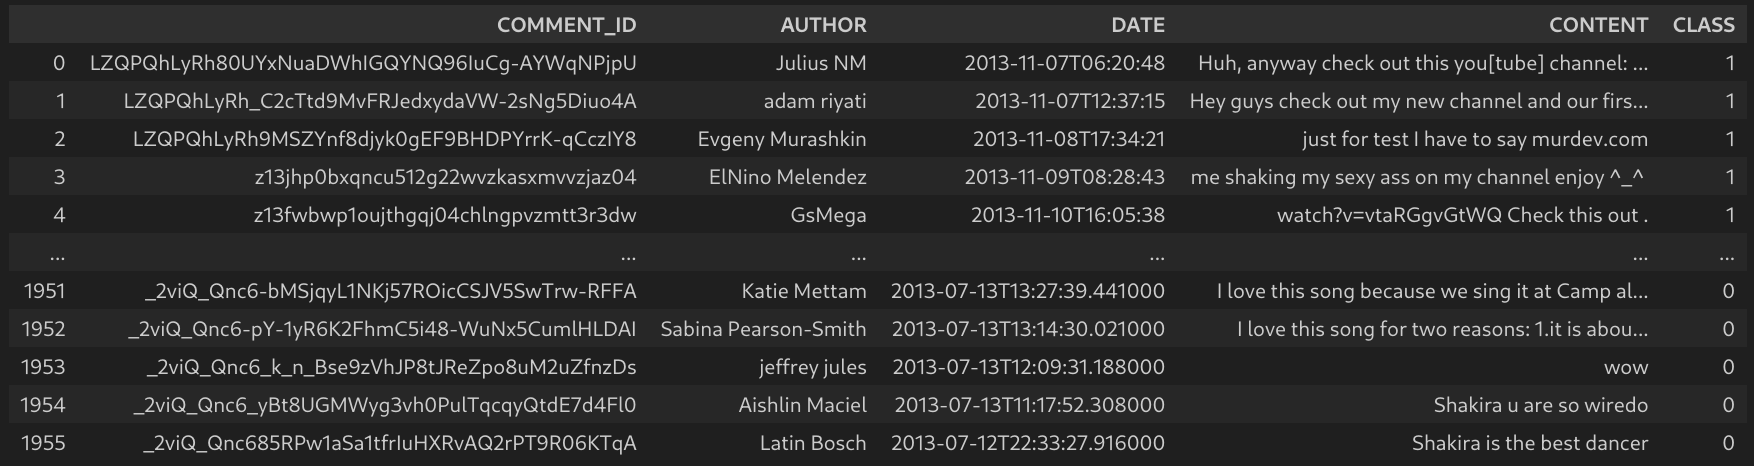 COMMENT_ID AUTHOR DATE CONTENT CLASS
0 LZQPQhLyRh80UYxNuaDWhIGQYNQ96IuCg-AYWqNPjpU Julius NM 2013-11-07T06:20:48 Huh, anyway check out this you[tube] channel: ... 1
1 LZQPQhLyRh_C2cTtd9MvFRJedxydaVW-2sNg5Diuo4A adam riyati 2013-11-07T12:37:15 Hey guys check out my new channel and our firs... 1
2 LZQPQhLyRh9MSZYnf8djyk0gEF9BHDPYrrK-qCczIY8 Evgeny Murashkin 2013-11-08T17:34:21 just for test I have to say murdev.com 1
3 z13jhp0bxqncu512g22wvzkasxmvvzjaz04 ElNino Melendez 2013-11-09T08:28:43 me shaking my sexy ass on my channel enjoy ^_^ 1
4 z13fwbwp1oujthgqj04chlngpvzmtt3r3dw GsMega 2013-11-10T16:05:38 watch?v=vtaRGgvGtWQ Check this out . 1
... ... ... ... ... ...
1951 _2viQ_Qnc6-bMSjqyL1NKj57ROicCSJV5SwTrw-RFFA Katie Mettam 2013-07-13T13:27:39.441000 I love this song because we sing it at Camp al... 0
1952 _2viQ_Qnc6-pY-1yR6K2FhmC5i48-WuNx5CumlHLDAI Sabina Pearson-Smith 2013-07-13T13:14:30.021000 I love this song for two reasons: 1.it is abou... 0
1953 _2viQ_Qnc6_k_n_Bse9zVhJP8tJReZpo8uM2uZfnzDs jeffrey jules 2013-07-13T12:09:31.188000 wow 0
1954 _2viQ_Qnc6_yBt8UGMWyg3vh0PulTqcqyQtdE7d4Fl0 Aishlin Maciel 2013-07-13T11:17:52.308000 Shakira u are so wiredo 0
1955 _2viQ_Qnc685RPw1aSa1tfrIuHXRvAQ2rPT9R06KTqA Latin Bosch 2013-07-12T22:33:27.916000 Shakira is the best dancer 0